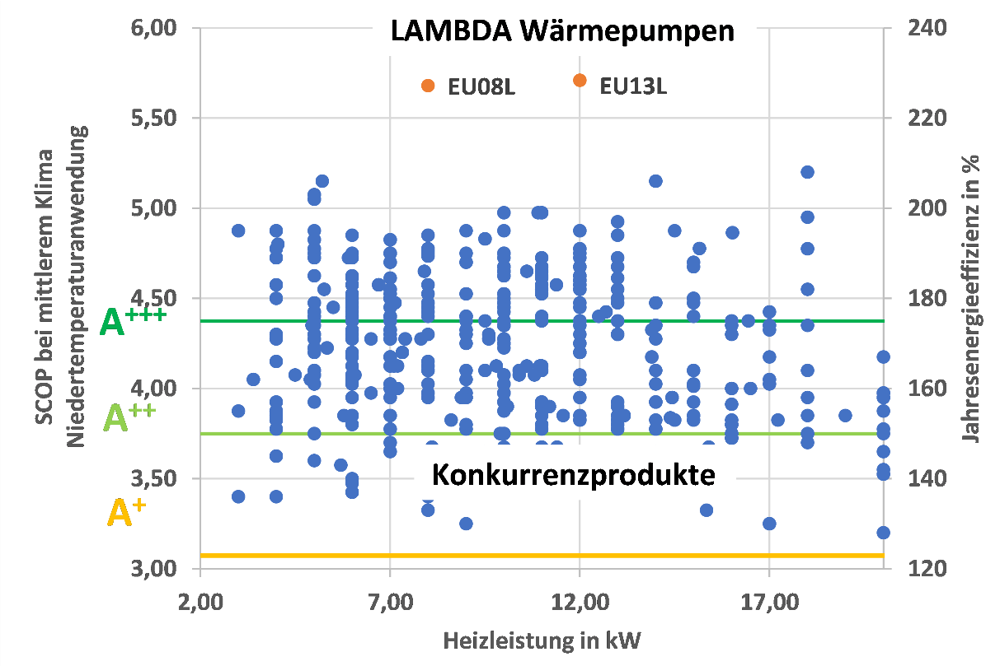 LAMBDA Wärmepumpen
EU08L
EU13L
SCOP bei mittlerem Klima
Niedertemperaturanwendung
6,00
5,50
5,00
4,50
4,00
3,50
3,00
A+++
A++
A+
Konkurrenzprodukte
240
220
200
180
160
140
120
Jahresenergieeffizienz in %
2,00
7,00
12,00
17,00
Heizleistung in kW